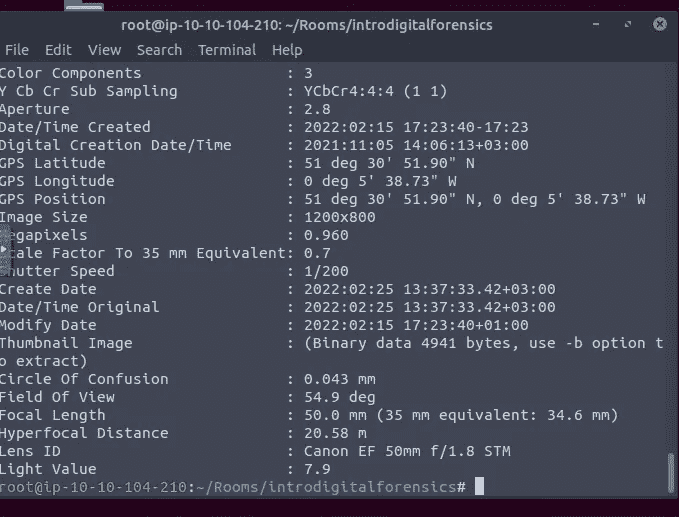 root@ip-10-10-104-210: ~/Rooms/introdigitalforensics
File Edit View Search Terminal Help
Color Components : 3
Y Cb Cr Sub Sampling : YCbCr4:4:4 (1 1)
Aperture : 2.8
Date/Time Created : 2022:02:15 17:23:40-17:23
Digital Creation Date/Time : 2021:11:05 14:06:13+03:00
GPS Latitude : 51 deg 30' 51.90" N
GPS Longitude : 0 deg 5' 38.73" W
GPS Position : 51 deg 30' 51.90" N, 0 deg 5' 38.73" W
Image Size : 1200x800
egapixels : 0.960
cale Factor To 35 mm Equivalent: 0.7
hutter Speed : 1/200
Create Date : 2022:02:25 13:37:33.42+03:00
Date/Time Original : 2022:02:25 13:37:33.42+03:00
Modify Date : 2022:02:15 17:23:40+01:00
Thumbnail Image : (Binary data 4941 bytes, use -b option t
o extract)
Circle Of Confusion : 0.043 mm
Field Of View : 54.9 deg
Focal Length : 50.0 mm (35 mm equivalent: 34.6 mm)
Hyperfocal Distance : 20.58 m
Lens ID : Canon EF 50mm f/1.8 STM
Light Value : 7.9
root@ip-10-10-104-210:~/Rooms/introdigitalforensics#